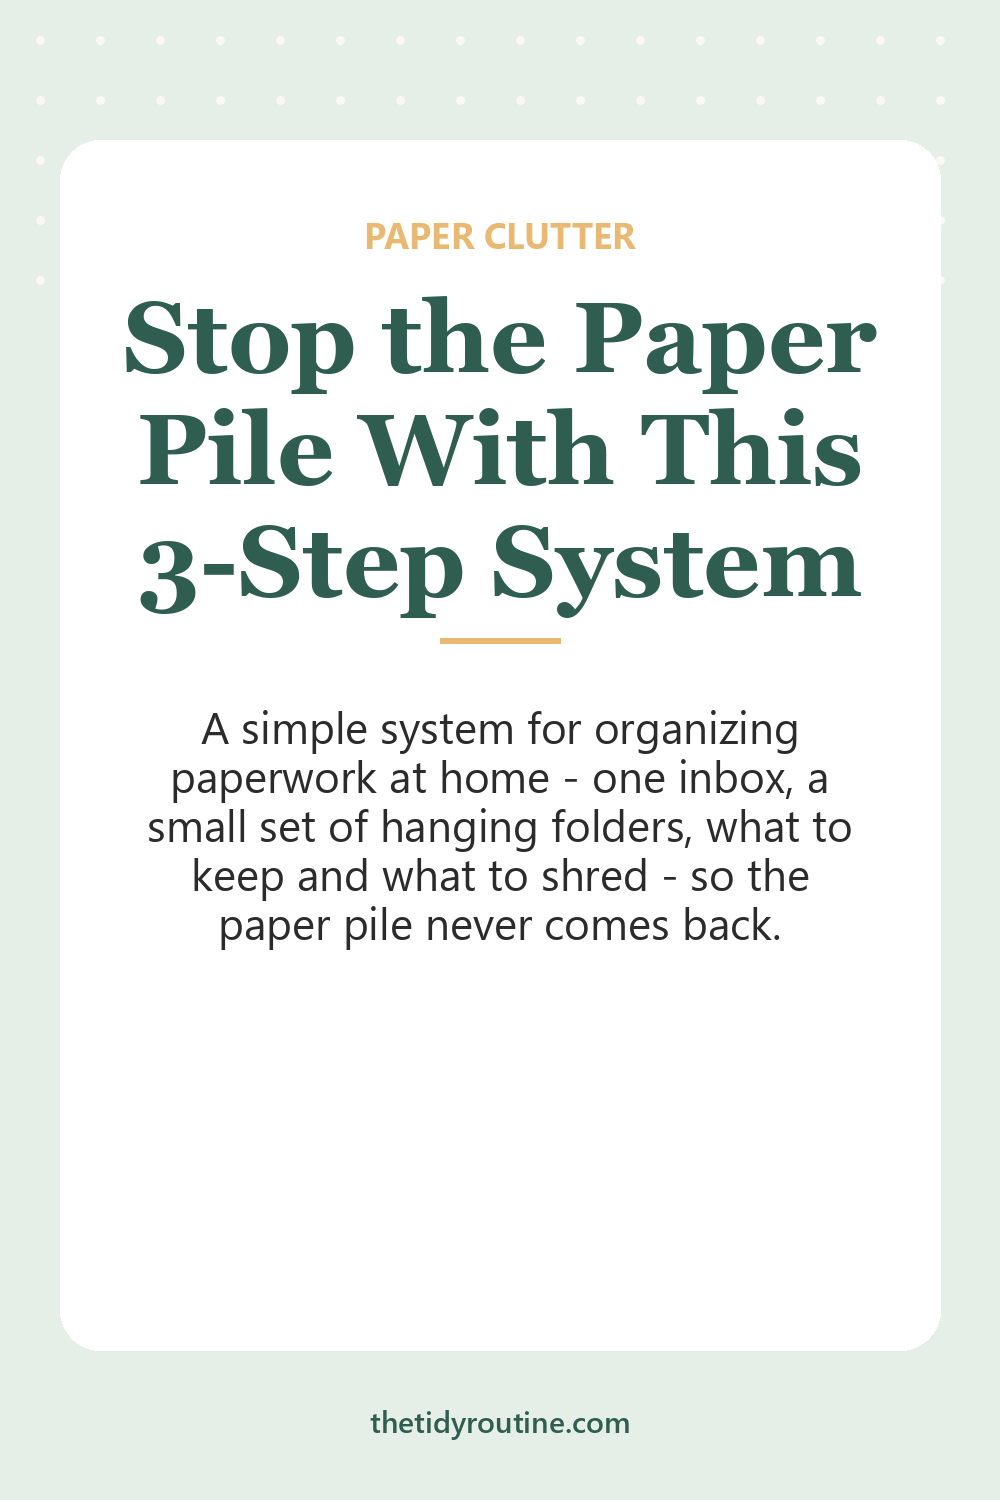 PAPER CLUTTER
Stop the Paper
Pile With This
3-Step System
A simple system for organizing
paperwork at home - one inbox, a
small set of hanging folders, what to
keep and what to shred - so the
paper pile never comes back.
thetidyroutine.com